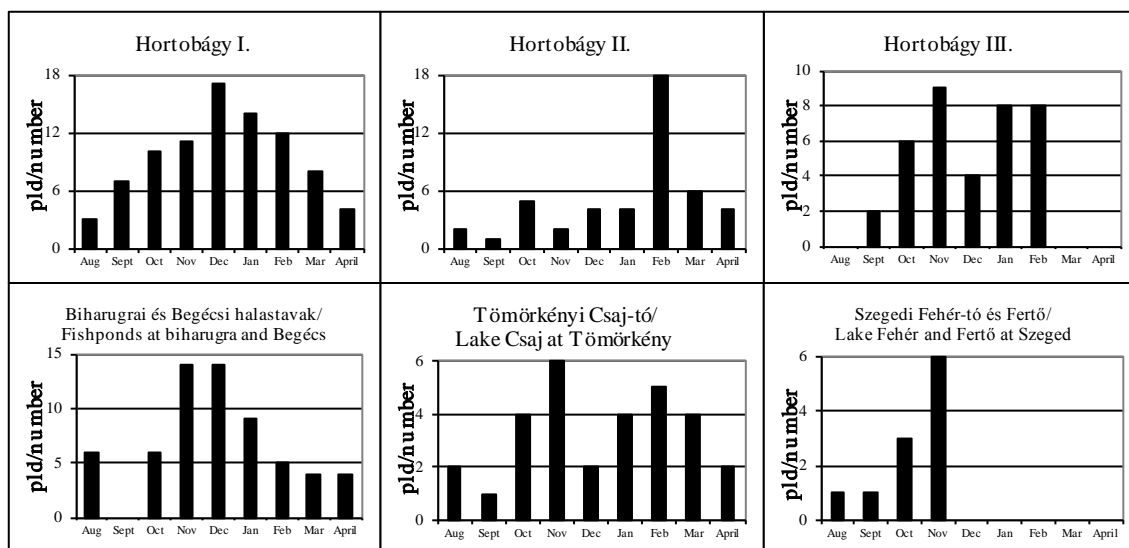 Hortobágy I.
pld/number
18
12
6
0
Aug Sept Oct Nov Dec Jan Feb Mar April
Hortobágy II.
pld/number
18
12
6
0
Aug Sept Oct Nov Dec Jan Feb Mar April
Hortobágy III.
pld/number
10
8
6
4
2
0
Aug Sept Oct Nov Dec Jan Feb Mar April
Biharugrai és Begécsi halastavak/
Fishponds at biharugra and Begécs
pld/number
15
10
5
0
Aug Sept Oct Nov Dec Jan Feb Mar April
Tömörkényi Csaj-tó/
Lake Csaj at Tömörkény
pld/number
6
4
2
0
Aug Sept Oct Nov Dec Jan Feb Mar April
Szegedi Fehér-tó és Fertő/
Lake Fehér and Fertő at Szeged
pld/number
6
4
2
0
Aug Sept Oct Nov Dec Jan Feb Mar April